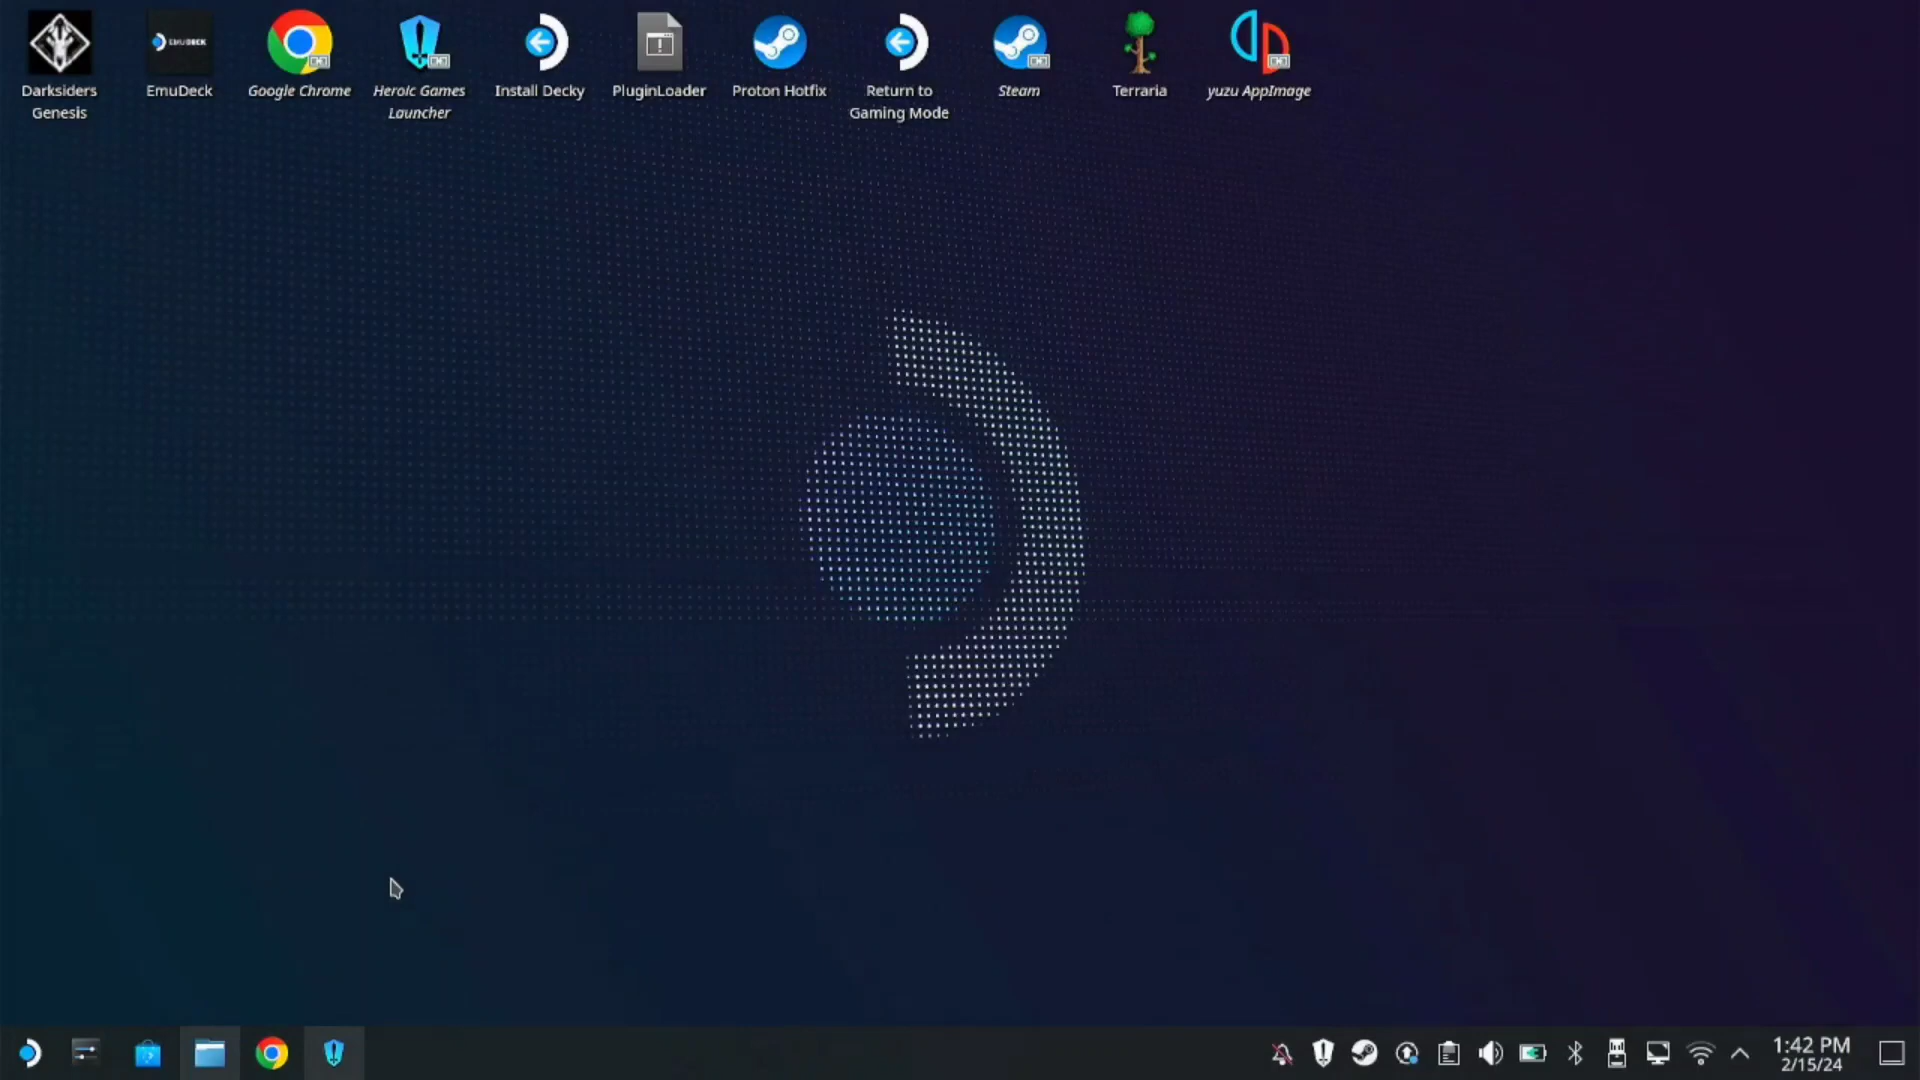 Darksiders
Genesis
EMUDECK
EmuDeck
Google Chrome
Heroic Games
Launcher
Install Decky
PluginLoader
Proton Hotfix
Return to
Gaming Mode
Steam
Terraria
yuzu AppImage
1:42 PM
2/15/24